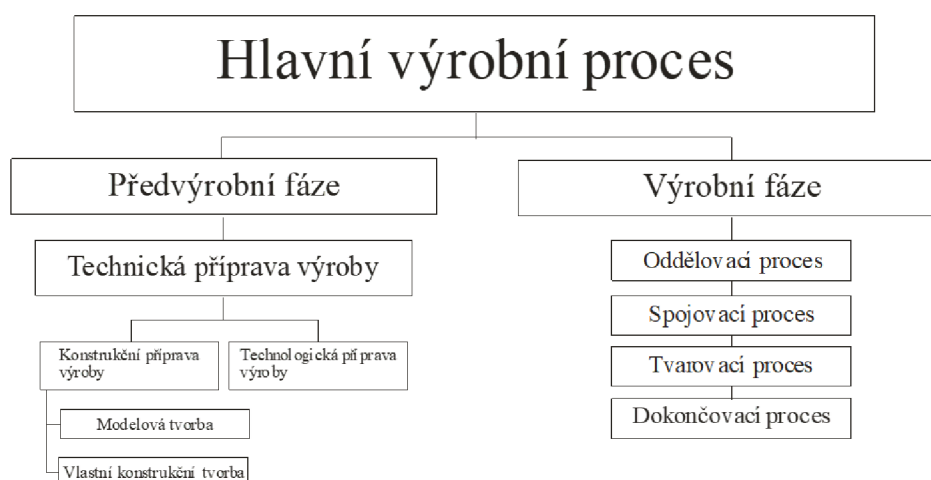 Hlavní výrobní proces
Předvýrobní fáze
Výrobní fáze
Technická příprava výroby
Oddělovací proces
Spojovací proces
Konstrukční příprava
výroby
Technologická příprava
výroby
Tvarovací proces
Modelová tvorba
Dokončovací proces
Vlastní konstrukční tvorba